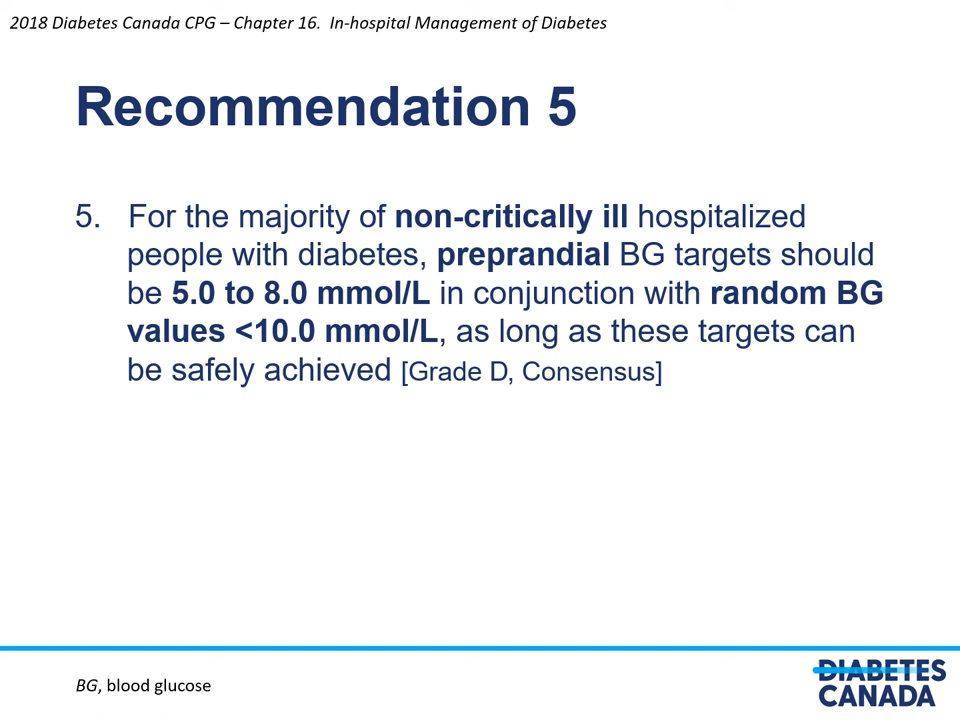 2018 Diabetes Canada CPG – Chapter 16.  In-hospital Management of Diabetes
Recommendation 5
5. For the majority of non-critically ill hospitalized
people with diabetes, preprandial BG targets should
be 5.0 to 8.0 mmol/L in conjunction with random BG
values <10.0 mmol/L, as long as these targets can
be safely achieved [Grade D, Consensus]
BG, blood glucose
DIABETES
CANADA